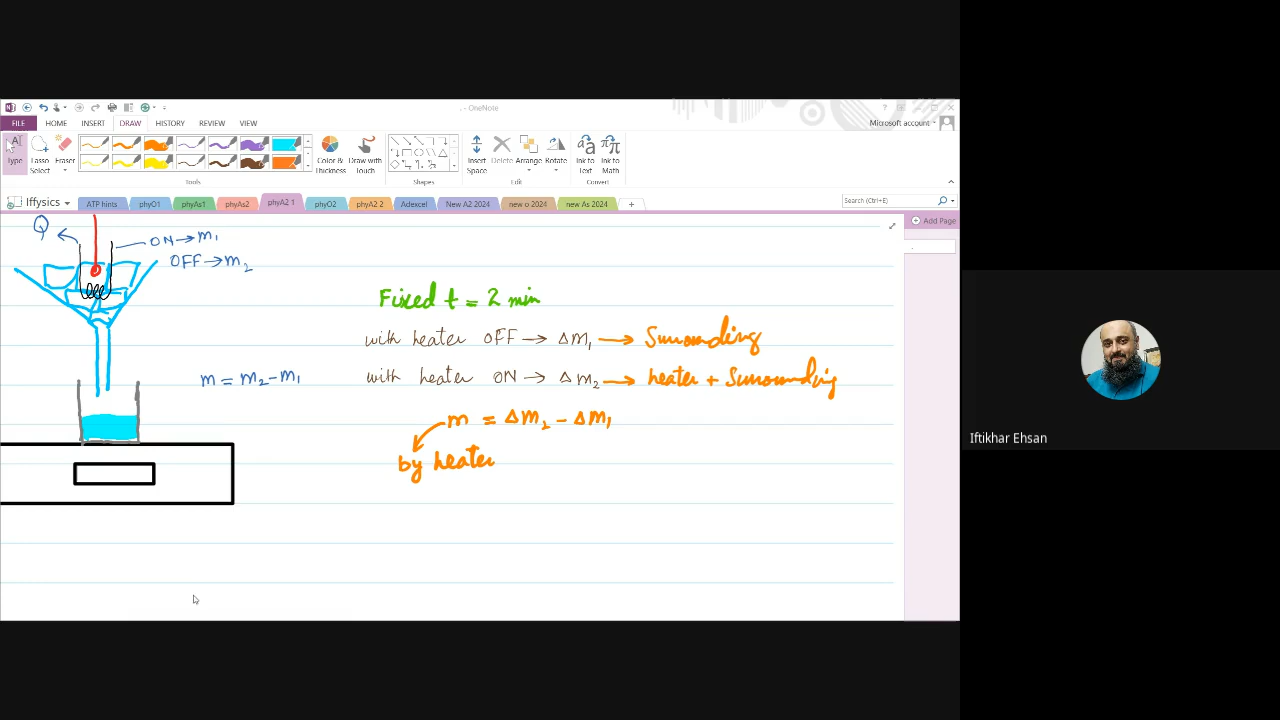 - OneNote
FILE HOME INSERT DRAW HISTORY REVIEW VIEW
Microsoft account
Type
Lasso Select
Eraser
Color & Thickness
Draw with Touch
Insert Space
Delete
Arrange
Rotate
Ink to Text
Ink to Math
Tools
Shapes
Edit
Convert
Iffysics
ATP hints phyO1 phyAs1 phyAs2 phyA2 1 phyO2 phyA2 2 Adexcel New A2 2024 new o 2024 new As 2024 +
Search (Ctrl+E)
Add Page
Q
ON → m₁
OFF → m₂
m = m₂ - m₁
Fixed t = 2 min
with heater OFF → Δm₁ → Surrounding
with heater ON → Δm₂ → heater + Surrounding
m = Δm₂ - Δm₁
by heater
Iftikhar Ehsan